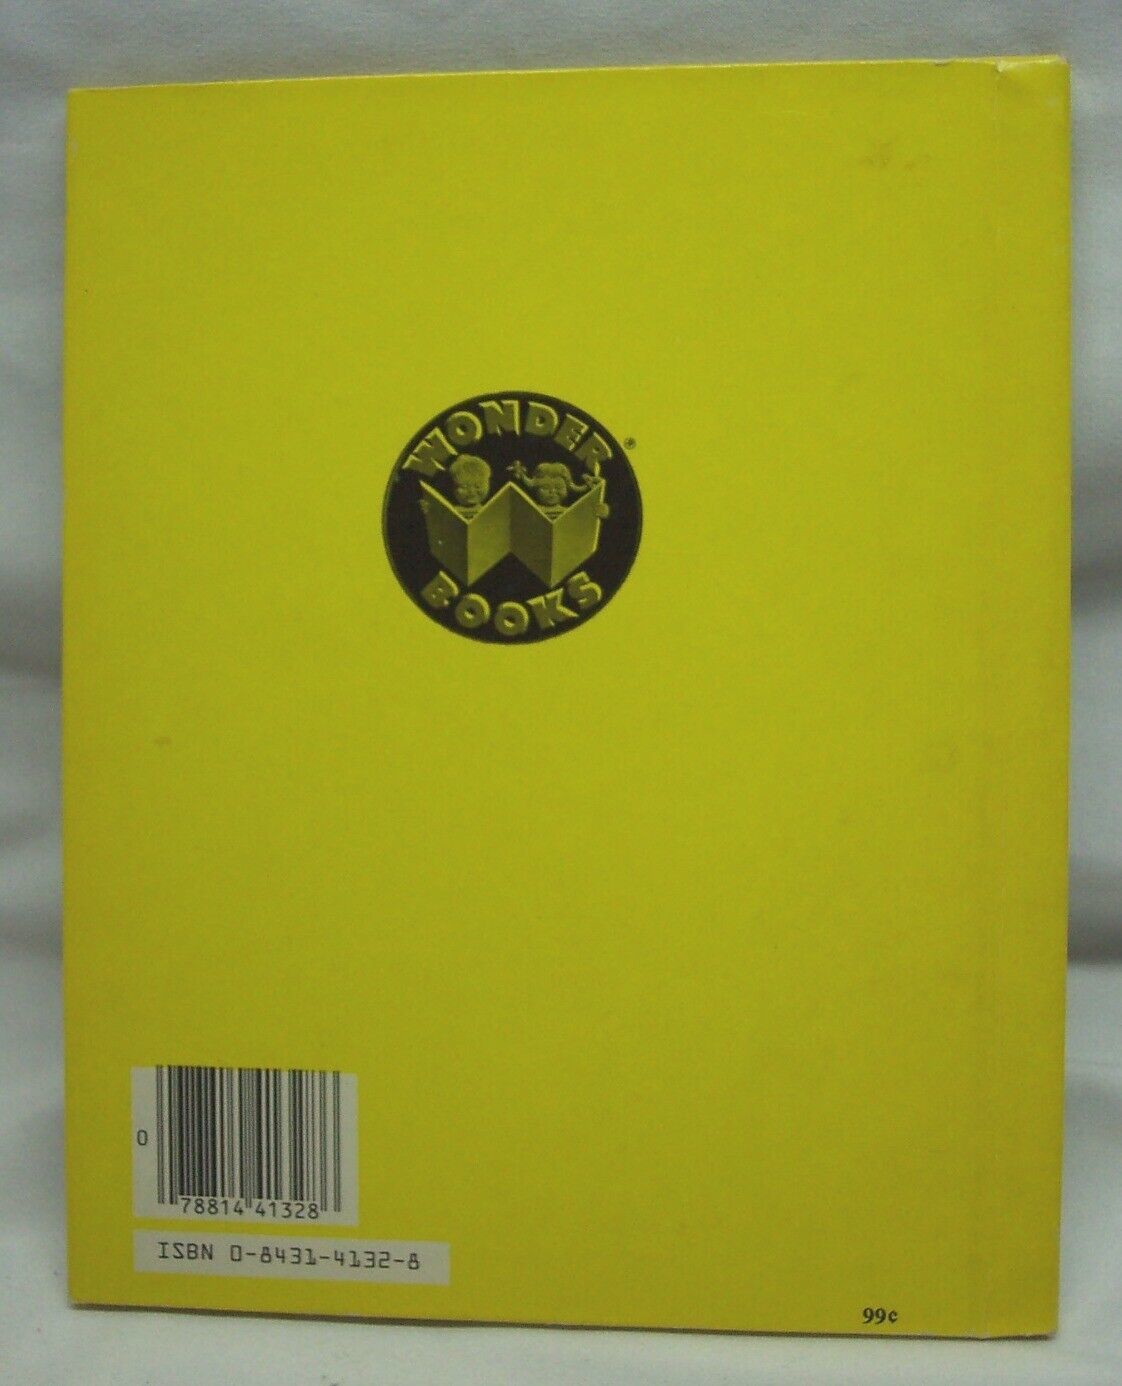 WONDER ®
BOOKS
0
78814 41328
ISBN 0-8431-4132-8
99¢